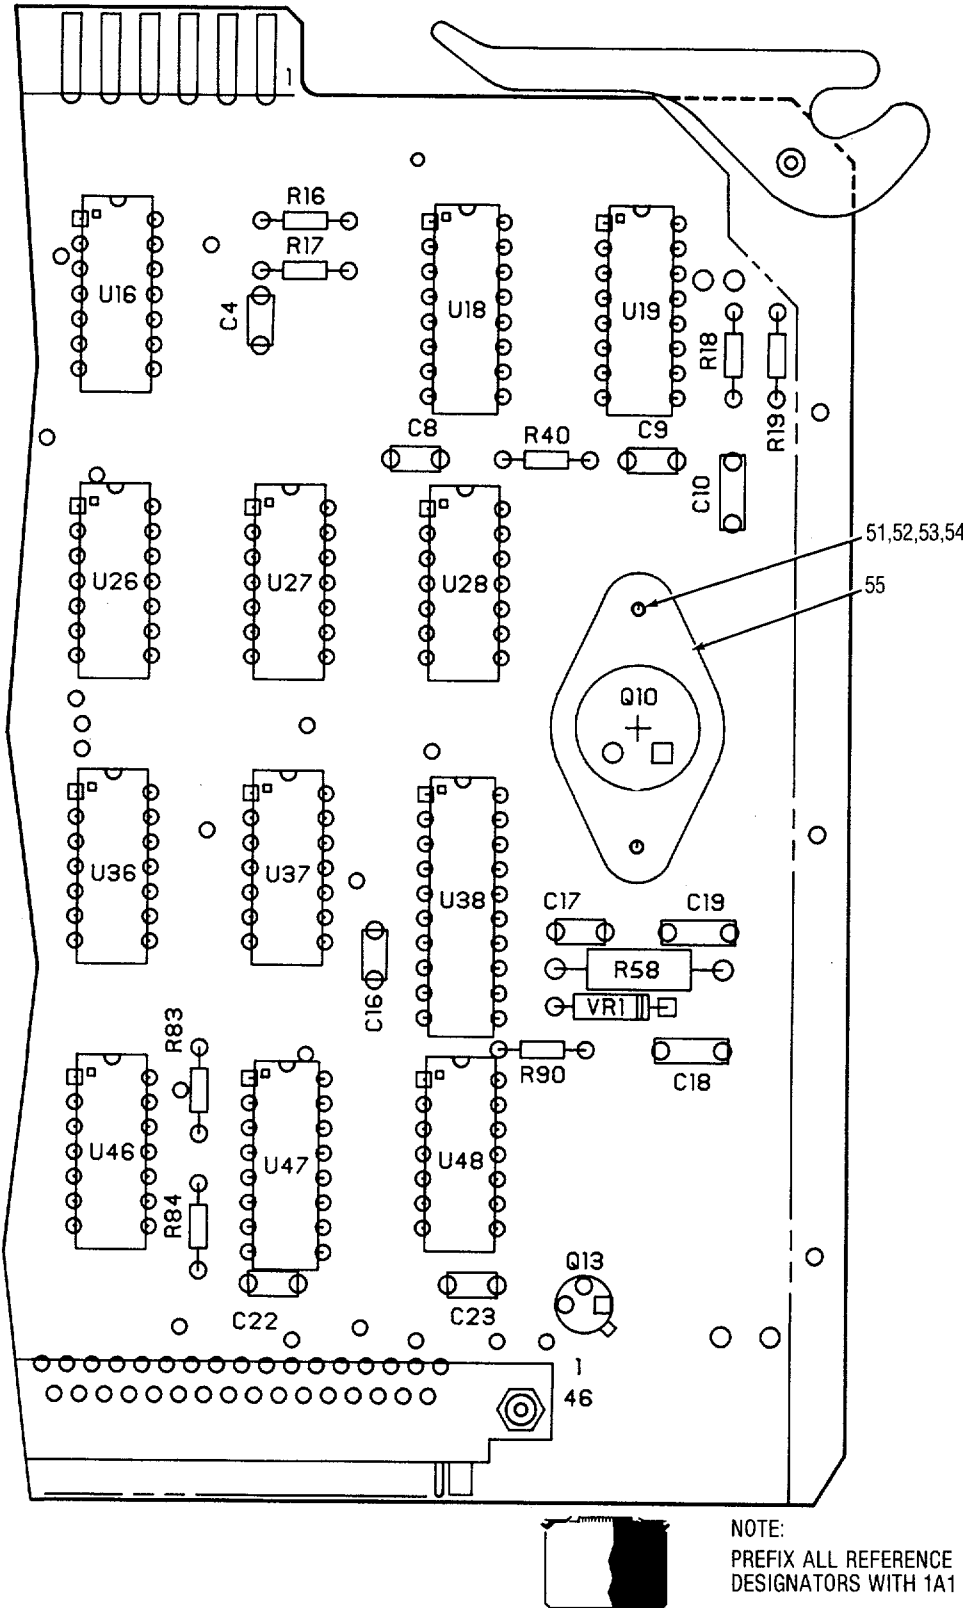 1
R16
R17
U16
C4
U18
U19
R18
R19
C8
R40
C9
C10
51,52,53,54
55
U26
U27
U28
Q10
U36
U37
U38
C17
C19
R58
VR1
C16
R83
R90
C18
U46
U47
U48
R84
Q13
C22
C23
1
46
NOTE:
PREFIX ALL REFERENCE
DESIGNATORS WITH 1A1